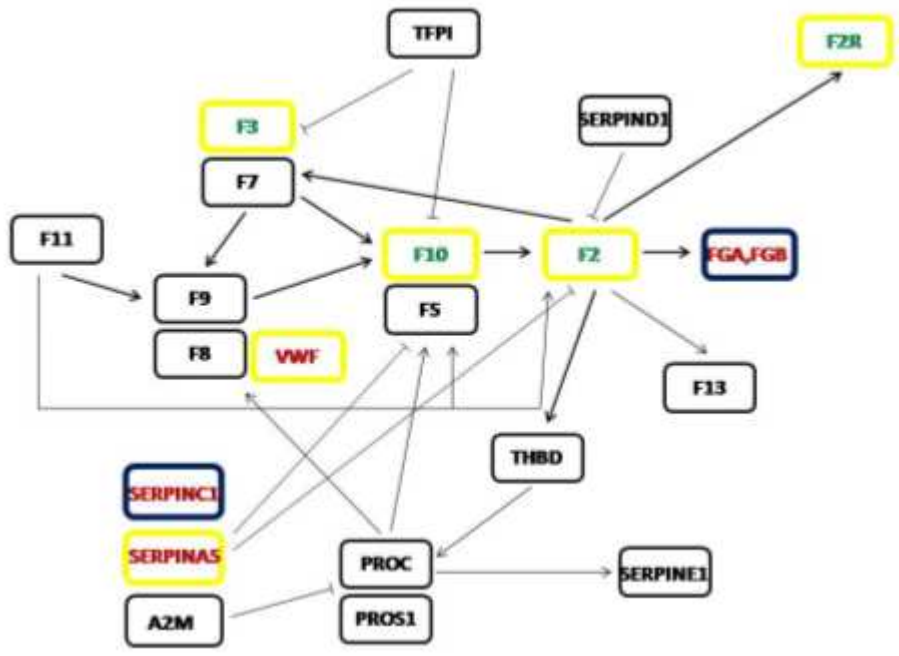 TFPI
F2R
F3
SERPIND1
F7
F11
F10
F2
FGA,FGB
F9
F5
F8
VWF
F13
THBD
SERPINC1
SERPINA5
PROC
SERPINE1
A2M
PROS1